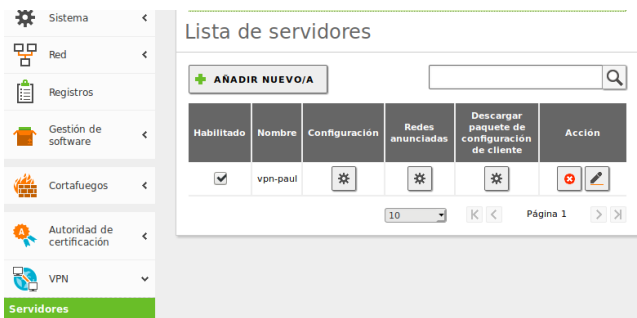 Sistema
Red
Registros
Gestión de
software
Cortafuegos
Autoridad de
certificación
VPN
Servidores
Lista de servidores
AÑADIR NUEVO/A
Habilitado Nombre Configuración Redes anunciadas Descargar paquete de configuración de cliente Acción
vpn-paul
10 Página 1